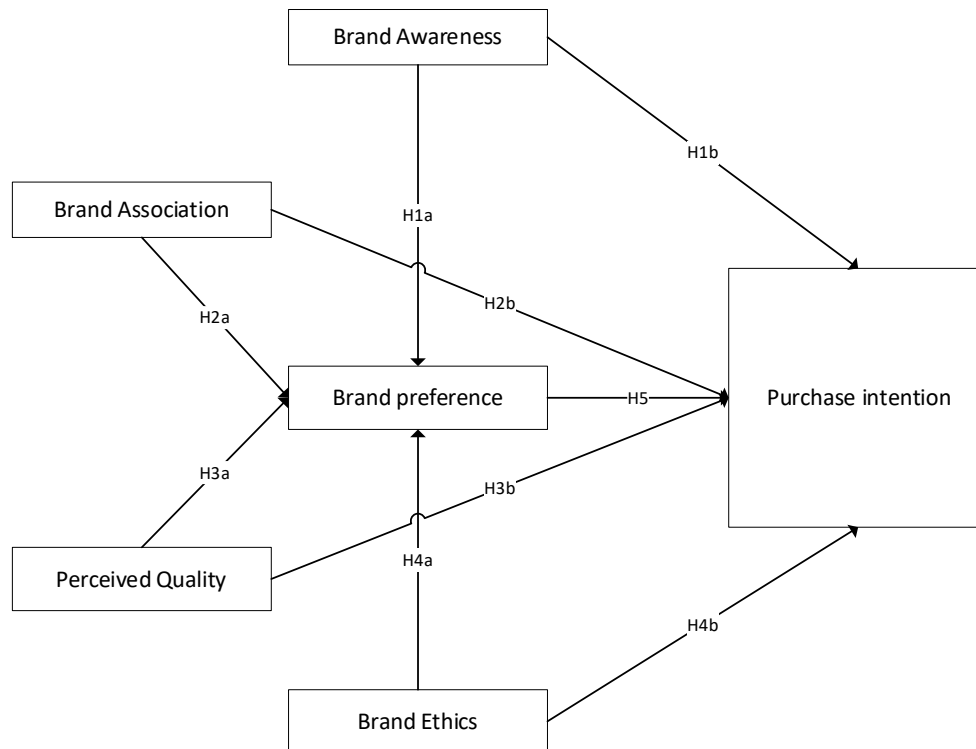 Brand Awareness
H1b
Brand Association
H1a
H2b
H2a
Brand preference
H5
Purchase intention
H3a
H3b
H4a
Perceived Quality
H4b
Brand Ethics